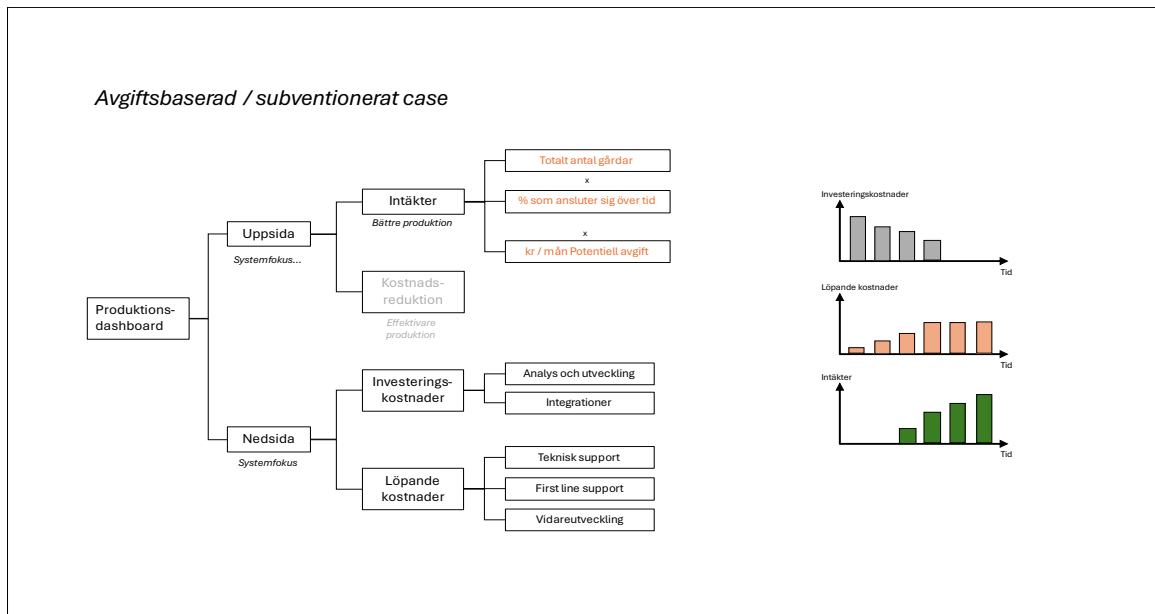 Avgiftsbaserad / subventionerat case
Totalt antal gårdar
x
% som ansluter sig över tid
x
kr / mån Potentiell avgift
Intäkter
Bättre produktion
Uppsida
Systemfokus...
Kostnads-
reduktion
Effektivare
produktion
Produktions-
dashboard
Investerings-
kostnader
Analys och utveckling
Integrationer
Nedsida
Systemfokus
Löpande
kostnader
Teknisk support
First line support
Vidareutveckling
Investeringskostnader
Tid
Löpande kostnader
Tid
Intäkter
Tid